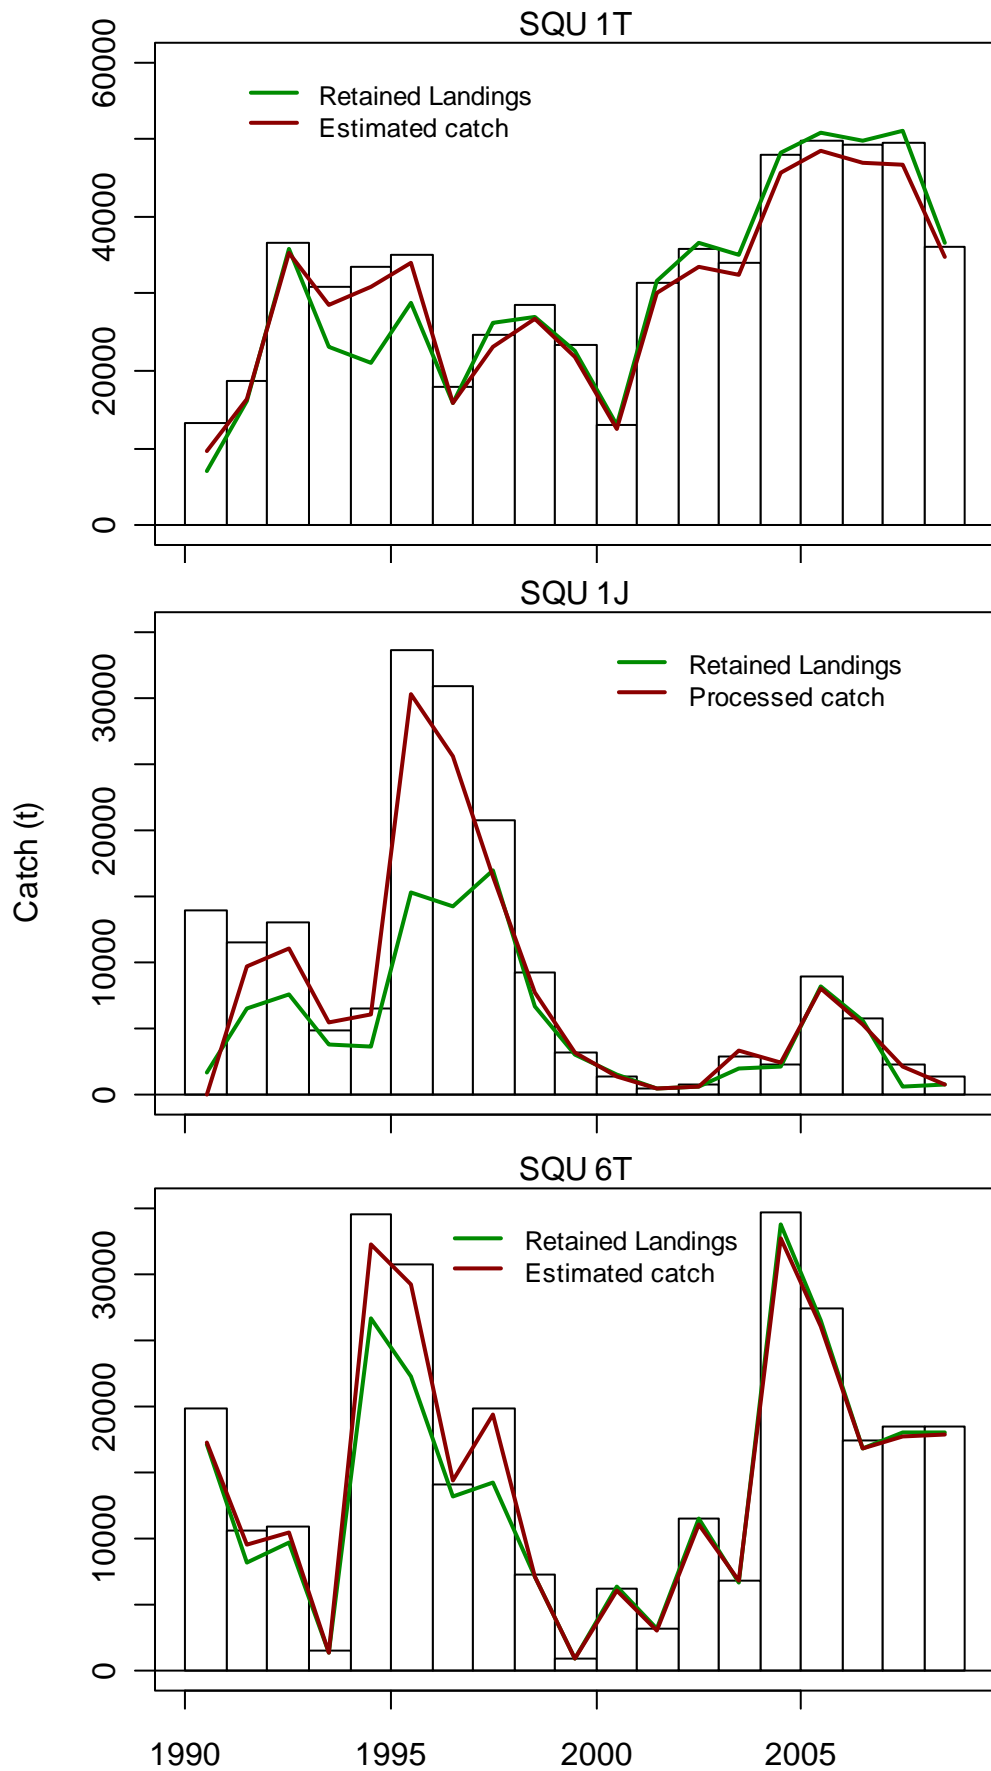 SQU 1T
60000
40000
20000
0
Retained Landings
Estimated catch
SQU 1J
30000
20000
10000
0
Retained Landings
Processed catch
Catch (t)
SQU 6T
30000
20000
10000
0
Retained Landings
Estimated catch
1990 1995 2000 2005